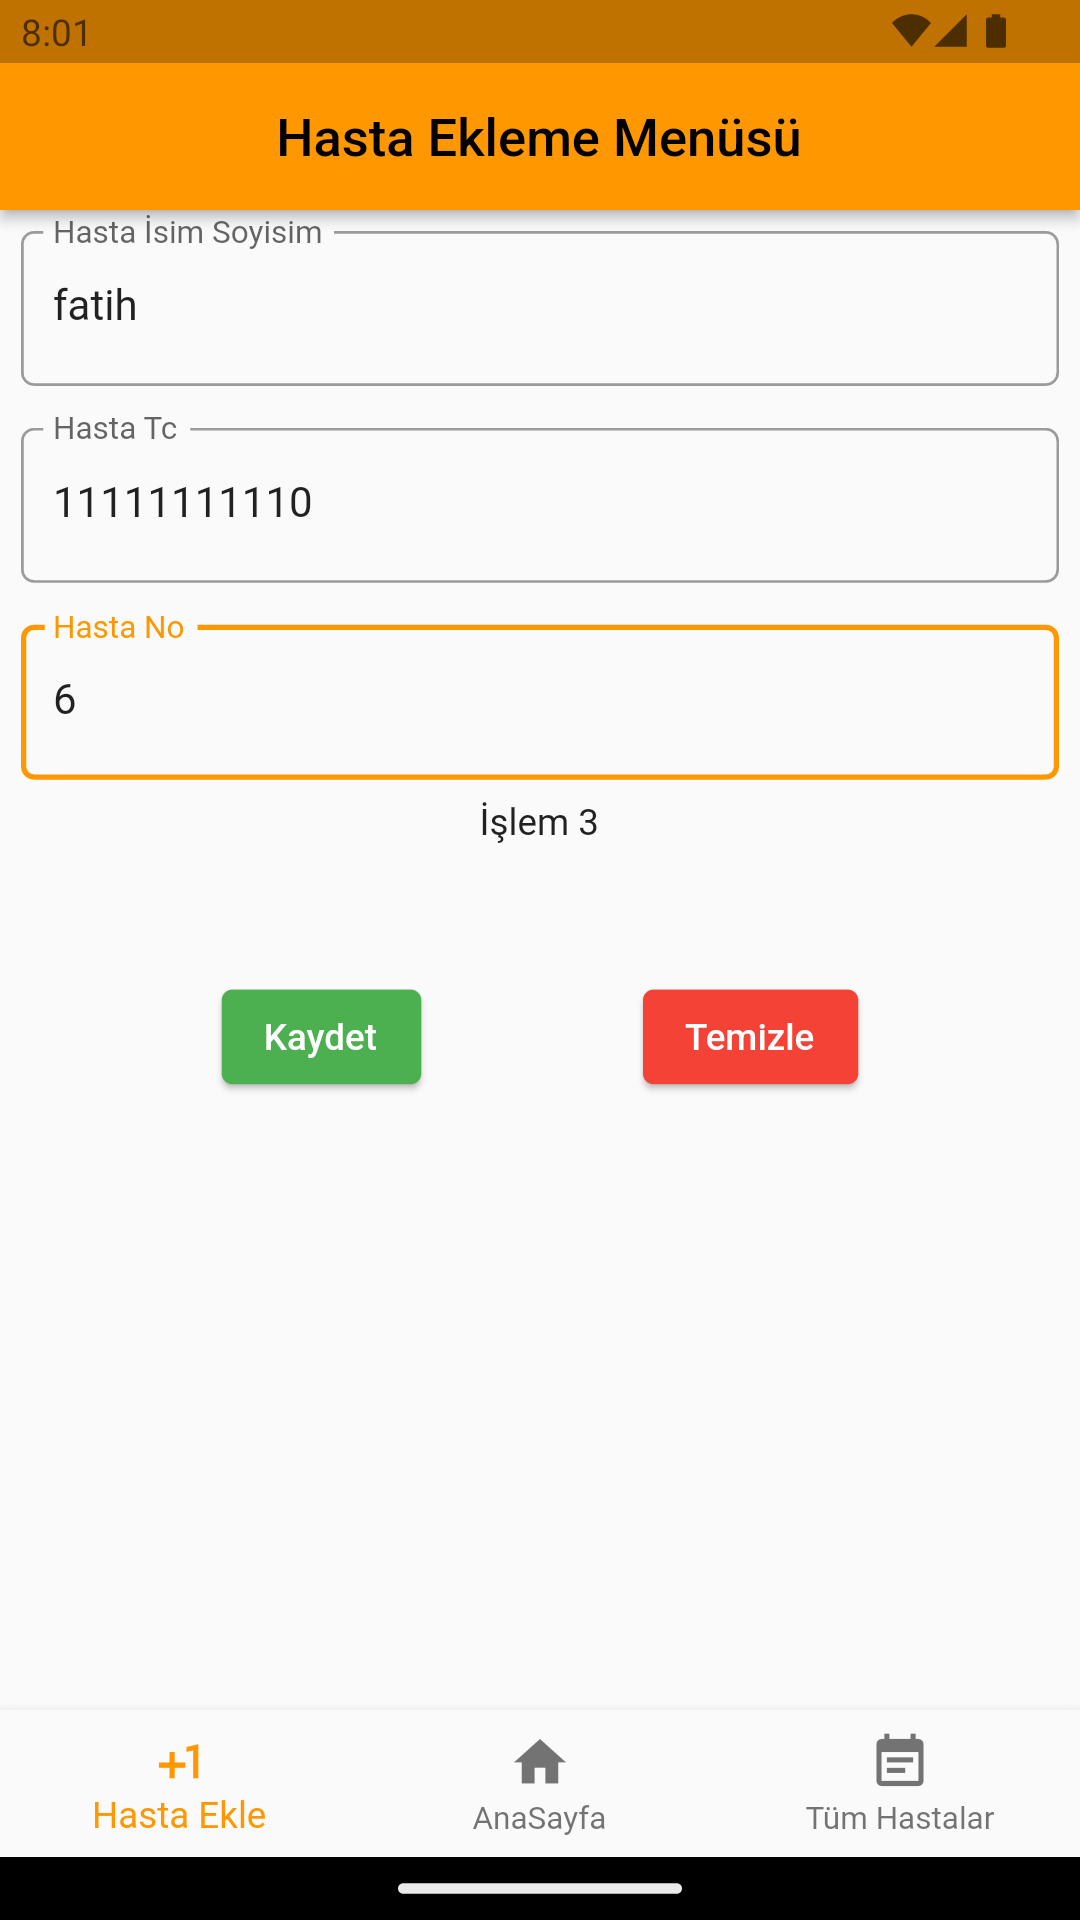 8:01
Hasta Ekleme Menüsü
Hasta İsim Soyisim
fatih
Hasta Tc
11111111110
Hasta No
6
İşlem 3
Kaydet
Temizle
+1
Hasta Ekle
AnaSayfa
Tüm Hastalar